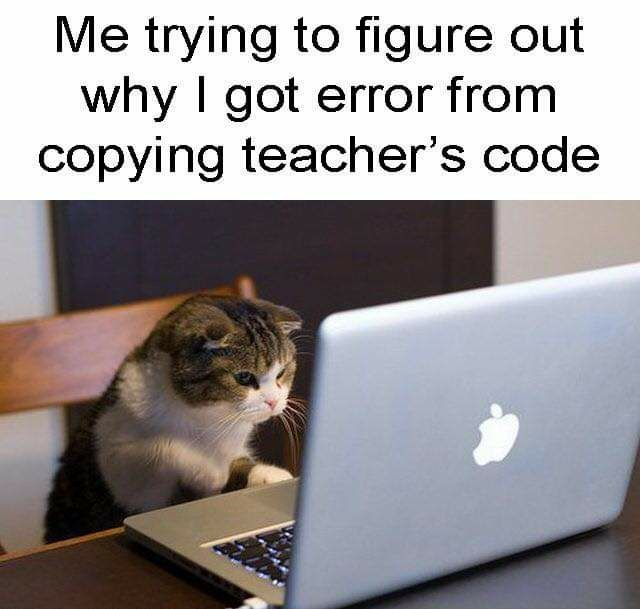 Me trying to figure out
why I got error from
copying teacher’s code